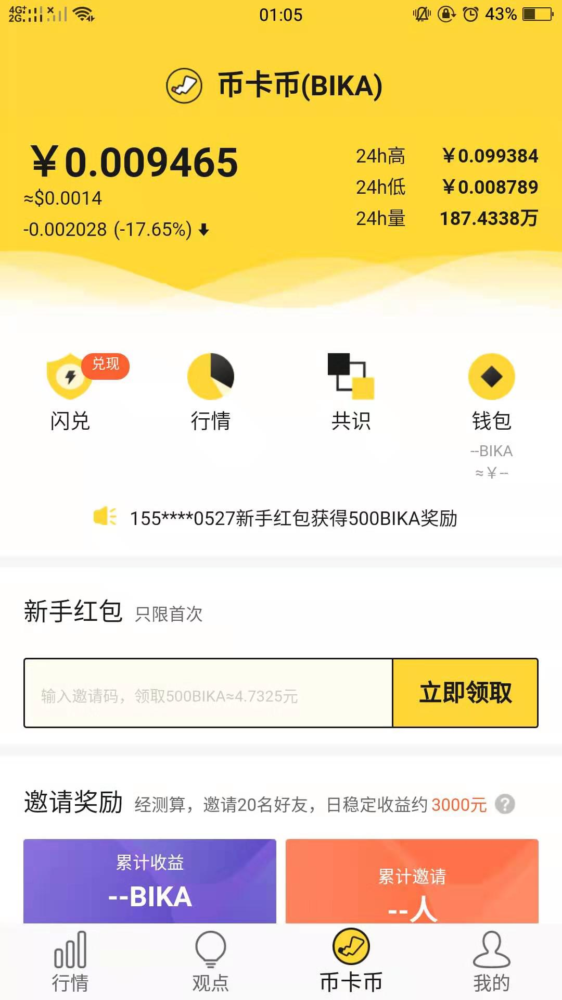 4G+
2G
01:05
43%
币卡币(BIKA)
￥0.009465
≈$0.0014
-0.002028 (-17.65%)
24h高 ￥0.099384
24h低 ￥0.008789
24h量 187.4338万
兑现
闪兑 行情 共识 钱包
--BIKA
≈￥--
155****0527新手红包获得500BIKA奖励
新手红包 只限首次
输入邀请码，领取500BIKA≈4.7325元
立即领取
邀请奖励 经测算，邀请20名好友，日稳定收益约 3000元 ?
累计收益
--BIKA
累计邀请
--人
行情 观点 币卡币 我的